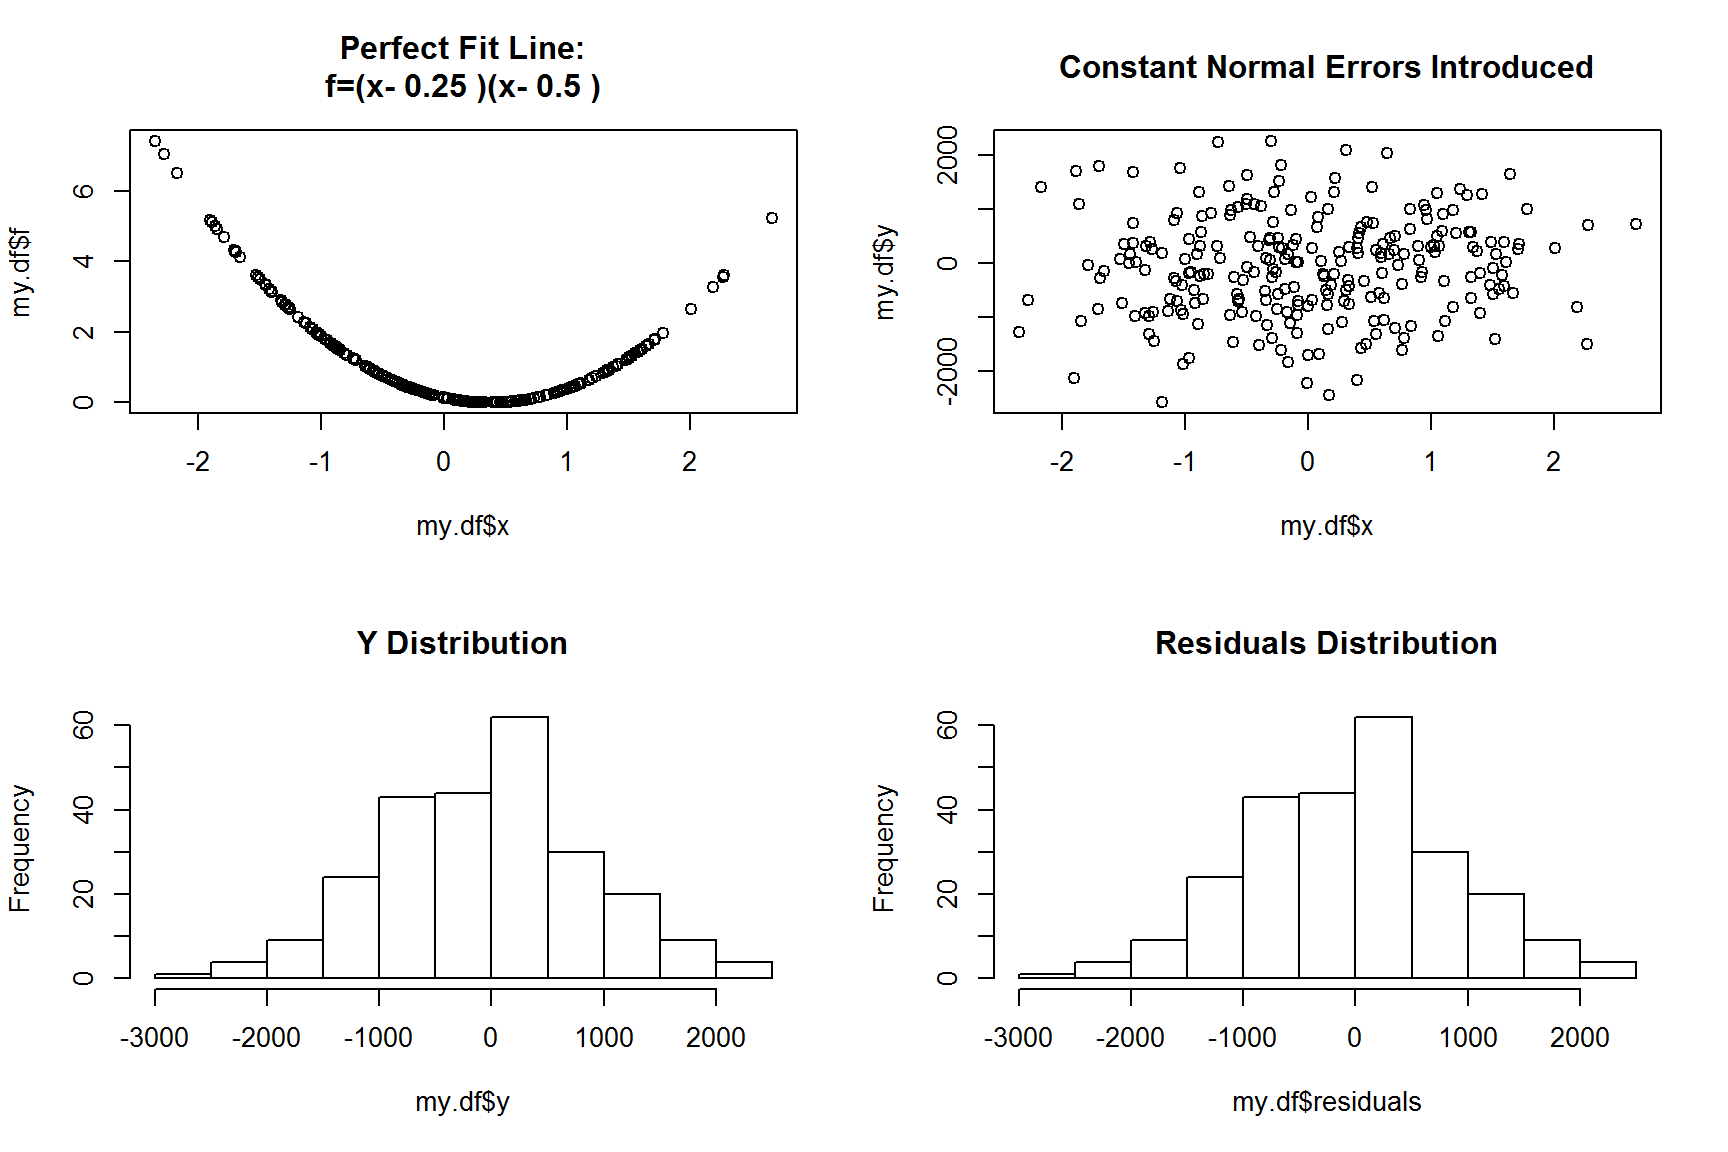 Perfect Fit Line:
f=(x- 0.25 )(x- 0.5 )
my.df$f
0
2
4
6
-2
-1
0
1
2
my.df$x
Constant Normal Errors Introduced
my.df$y
-2000
0
2000
-2
-1
0
1
2
my.df$x
Y Distribution
Frequency
0
20
40
60
-3000
-2000
-1000
0
1000
2000
my.df$y
Residuals Distribution
Frequency
0
20
40
60
-3000
-2000
-1000
0
1000
2000
my.df$residuals